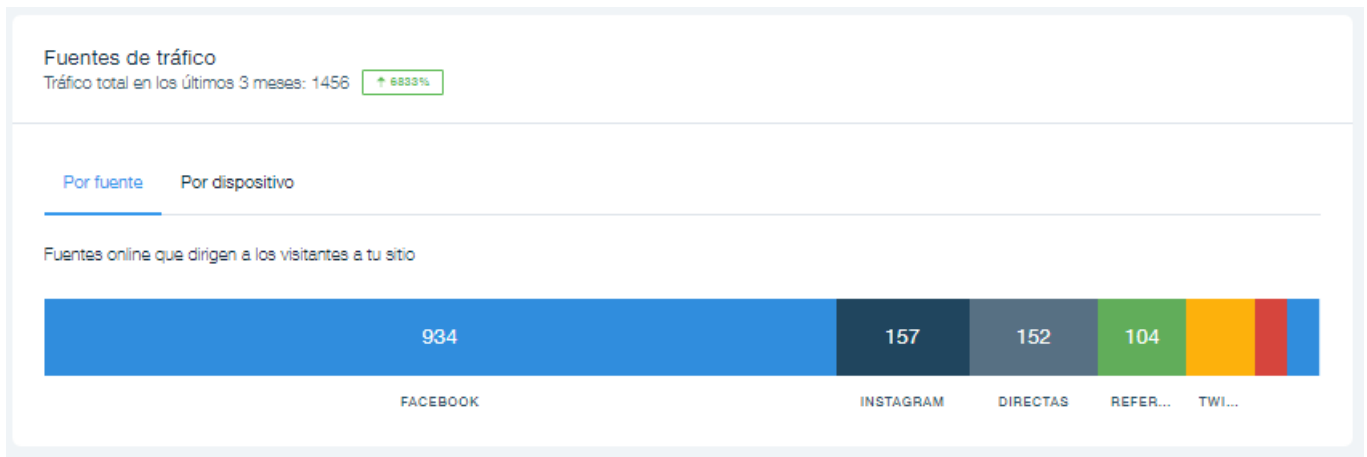 Fuentes de tráfico
Tráfico total en los últimos 3 meses: 1456 ↑ 6833%
Por fuente Por dispositivo
Fuentes online que dirigen a los visitantes a tu sitio
934 157 152 104
FACEBOOK INSTAGRAM DIRECTAS REFER... TWI...